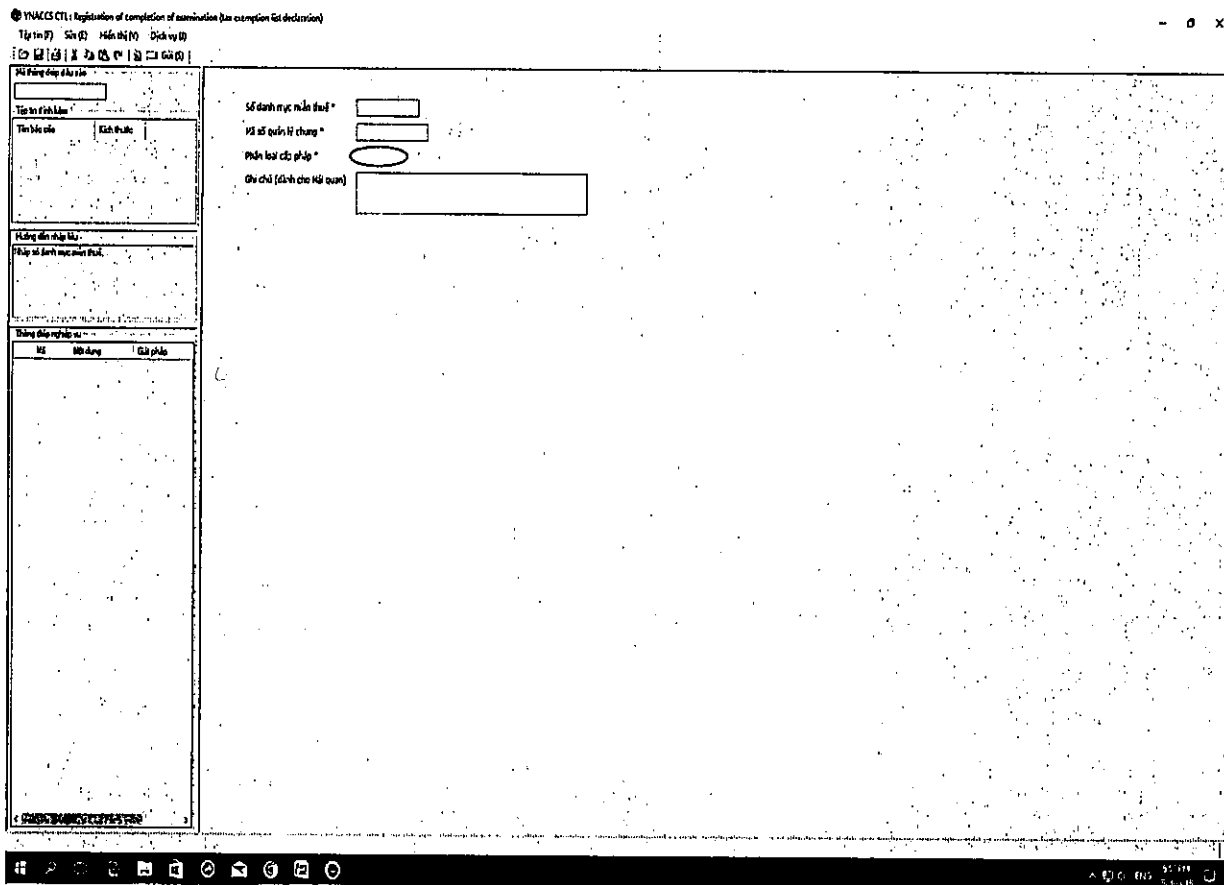 VNACCS CTL : Registration of completion of examination (tax exemption list declaration)
Tập tin(F) Sửa (E) Hiển thị(V) Dịch vụ(J)
Gửi (S)
Mã thông điệp đầu vào
Tệp tin đính kèm
Tên báo cáo Kích thước
Hướng dẫn nhập liệu
Nhập số danh mục miễn thuế.
Thông điệp nghiệp vụ
Mã Nội dung Giải pháp
Số danh mục miễn thuế *
Mã số quản lý chung *
Phân loại cấp phép *
Ghi chú (dành cho Hải quan)
ENG